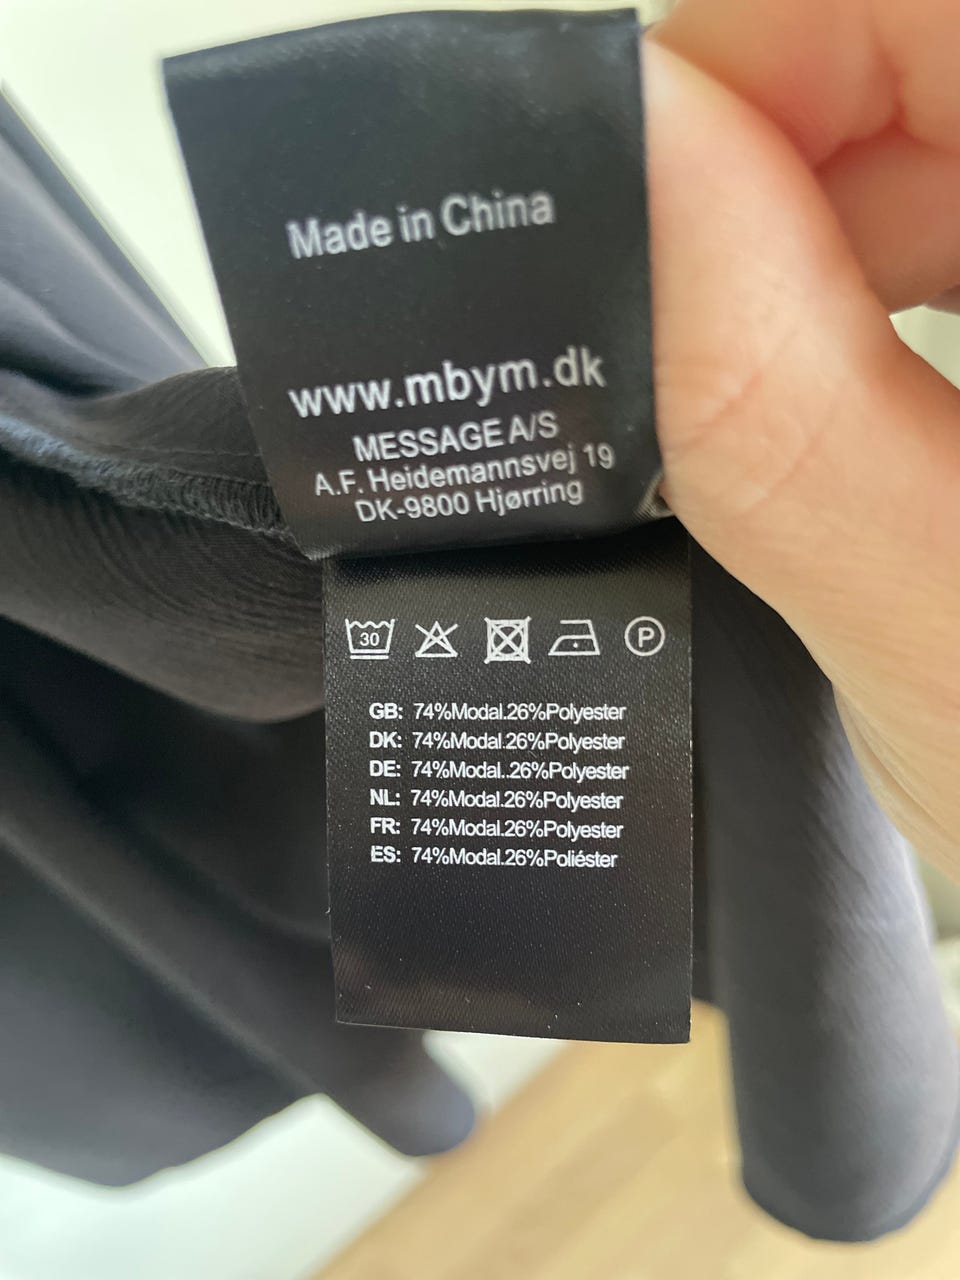 Made in China
www.mbym.dk
MESSAGE A/S
A.F. Heidemannsvej 19
DK-9800 Hjørring
30 P
GB: 74%Modal.26%Polyester
DK: 74%Modal.26%Polyester
DE: 74%Modal..26%Polyester
NL: 74%Modal.26%Polyester
FR: 74%Modal.26%Polyester
ES: 74%Modal.26%Poliéster